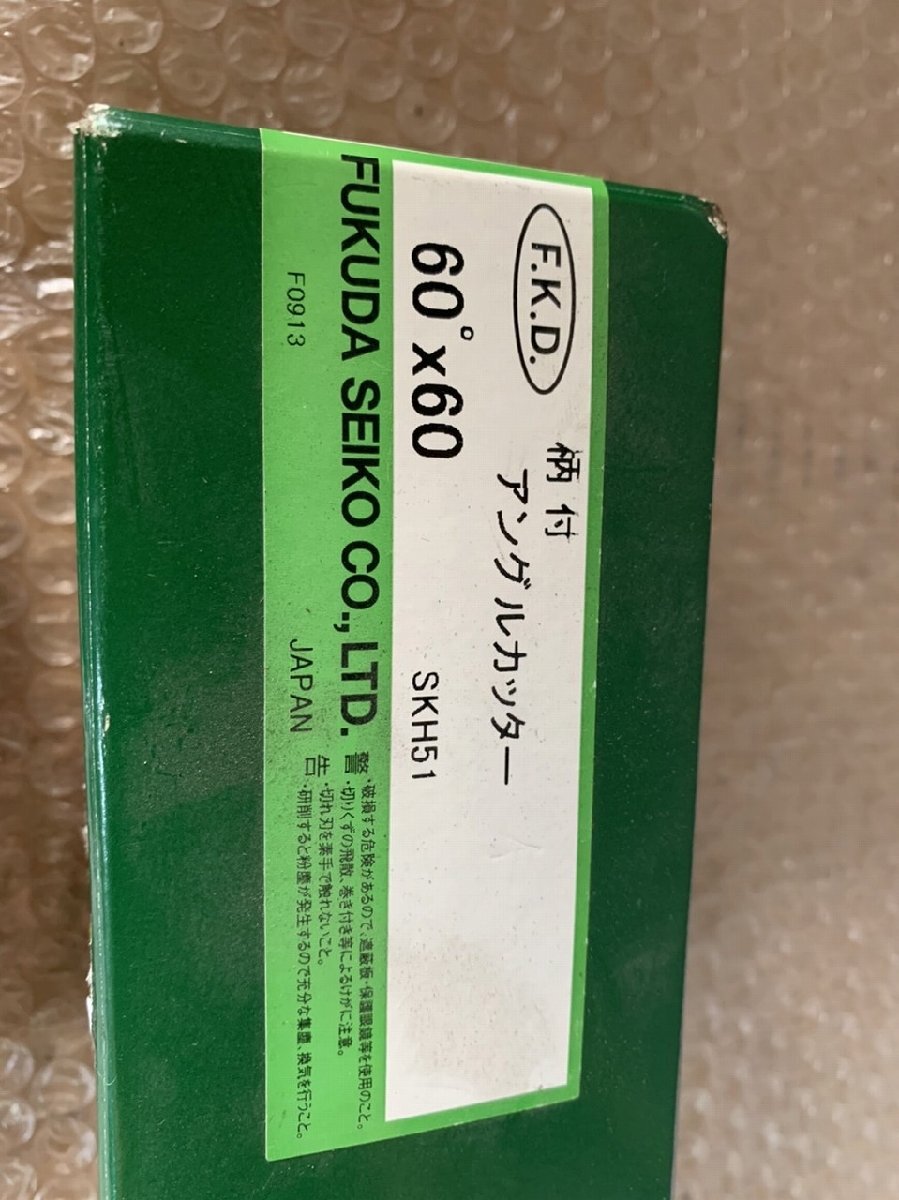 F.K.D.
柄付
アングルカッター
60°x60
SKH51
FUKUDA SEIKO CO., LTD.
F0913
JAPAN
警告
・破損する危険があるので、遮蔽板・保護眼鏡等を使用のこと。
・切りくずの飛散、巻き付き等によるけがに注意。
・切れ刃を素手で触れないこと。
・研削すると粉塵が発生するので充分な集塵、換気を行うこと。